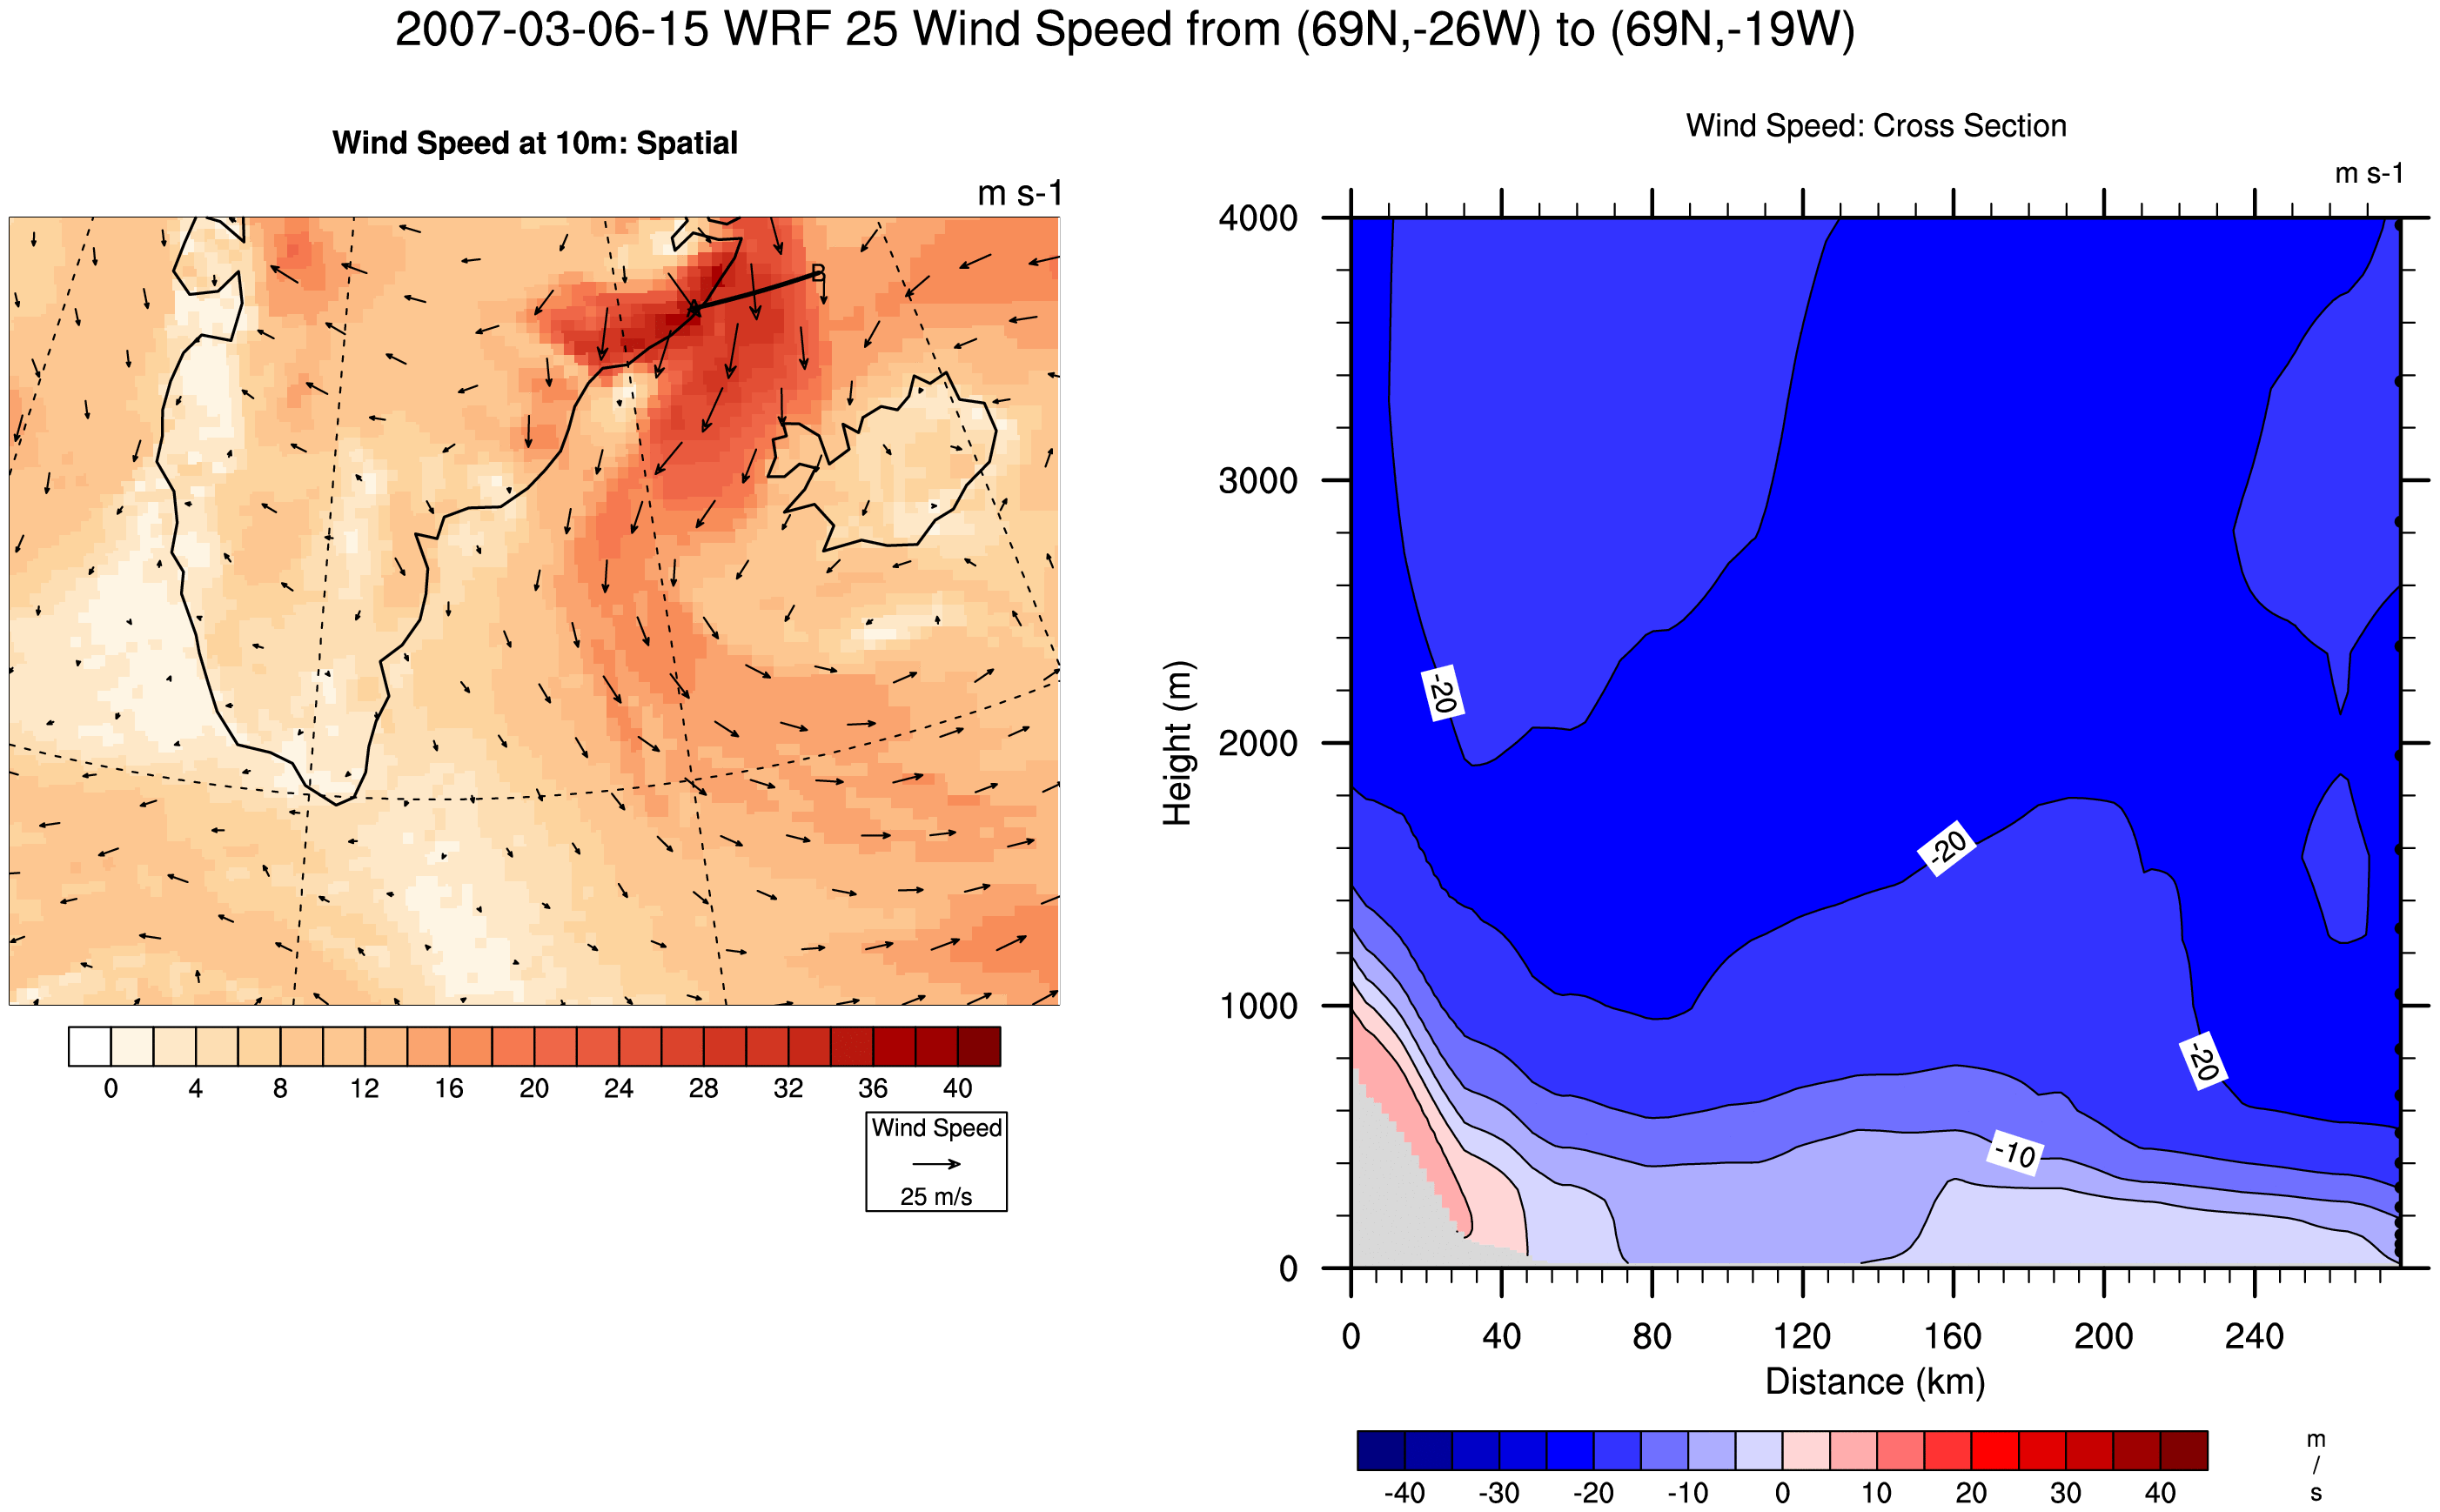 2007-03-06-15 WRF 25 Wind Speed from (69N,-26W) to (69N,-19W)
Wind Speed at 10m: Spatial
m s-1
A
B
0 4 8 12 16 20 24 28 32 36 40
Wind Speed
25 m/s
Wind Speed: Cross Section
m s-1
4000
3000
2000
1000
0
Height (m)
-20
-20
-20
-10
0 40 80 120 160 200 240
Distance (km)
-40 -30 -20 -10 0 10 20 30 40
m
/
s